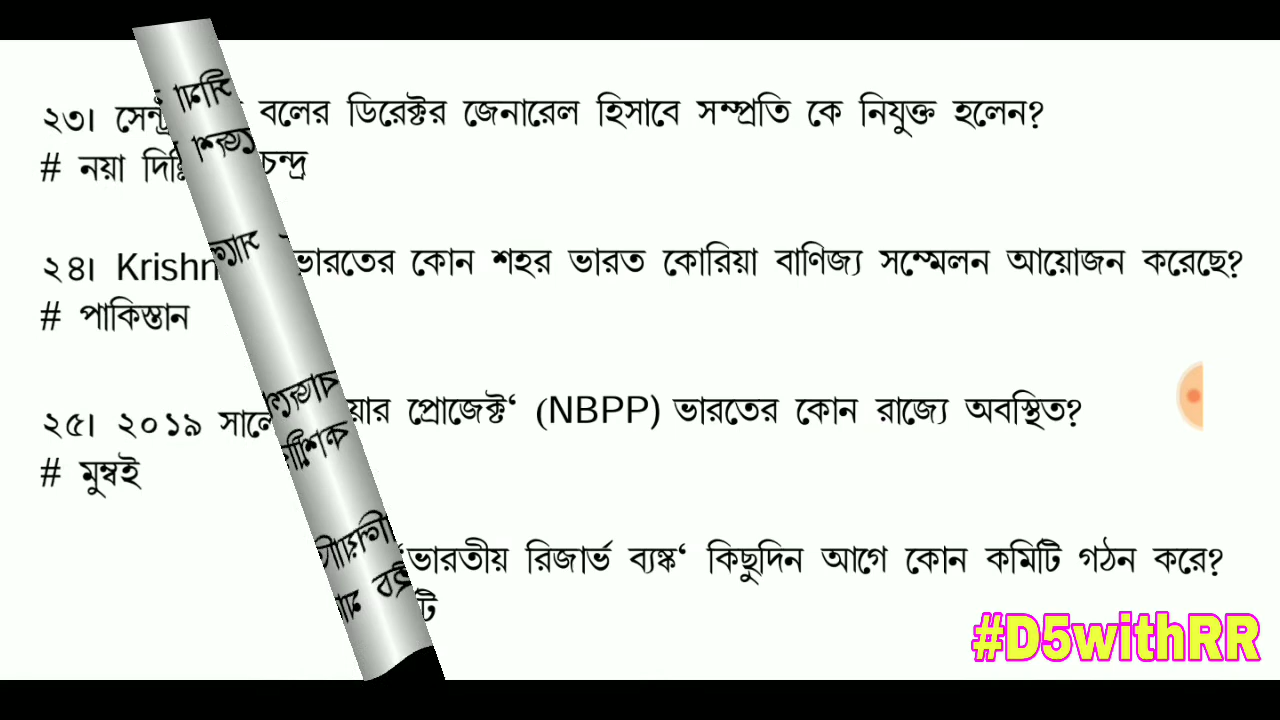 ২৩। সেন্ট্র বলের ডিরেক্টর জেনারেল হিসাবে সম্প্রতি কে নিযুক্ত হলেন?
# নয়া চন্দ্র
২৪। Krishn ভারতের কোন শহর ভারত কোরিয়া বাণিজ্য সম্মেলন আয়োজন করেছে?
# পাকিস্তান
২৫। ২০১৯ সালে য়ার প্রোজেক্ট‘ (NBPP) ভারতের কোন রাজ্যে অবস্থিত?
# মুম্বই
‘ভারতীয় রিজার্ভ ব্যঙ্ক‘ কিছুদিন আগে কোন কমিটি গঠন করে?
টি
#D5withRR